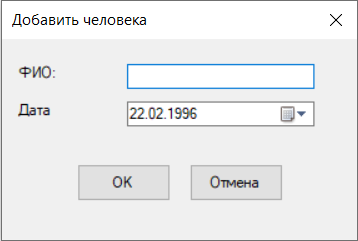 Добавить человека
ФИО:
Дата 22.02.1996
OK Отмена